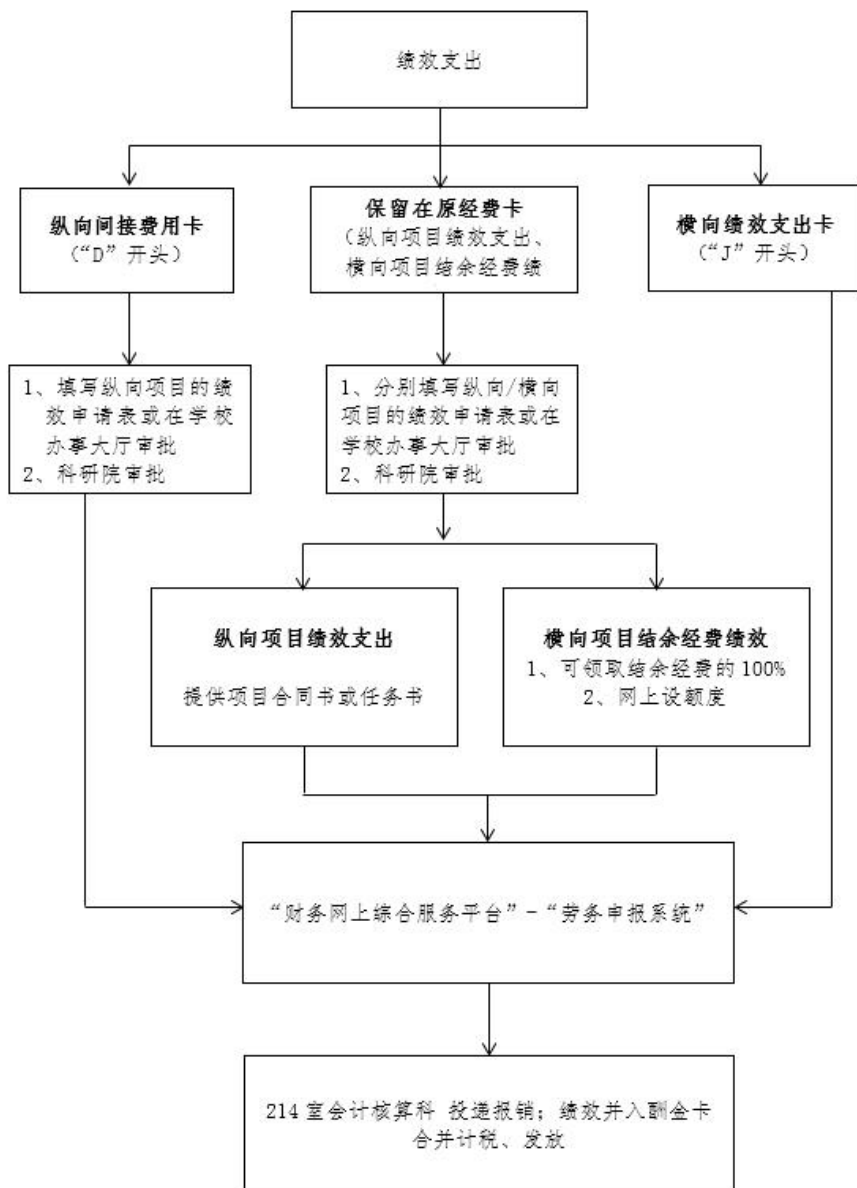 绩效支出
纵向间接费用卡
（“D”开头）
保留在原经费卡
（纵向项目绩效支出、
横向项目结余经费绩
横向绩效支出卡
（“J”开头）
1、填写纵向项目的绩
效申请表或在学校
办事大厅审批
2、科研院审批
1、分别填写纵向/横向
项目的绩效申请表或在
学校办事大厅审批
2、科研院审批
纵向项目绩效支出
提供项目合同书或任务书
横向项目结余经费绩效
1、可领取结余经费的100%
2、网上设额度
“财务网上综合服务平台”-“劳务申报系统”
214室会计核算科 投递报销；绩效并入酬金卡
合并计税、发放